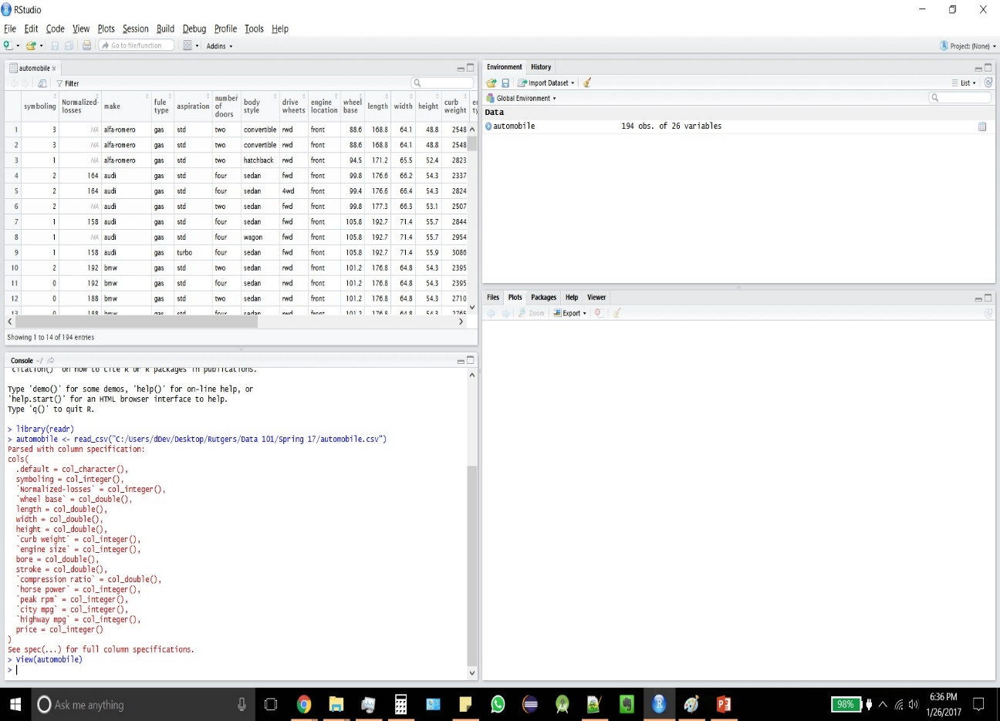 RStudio
File Edit Code View Plots Session Build Debug Profile Tools Help
Go to file/function Addins Project: (None)
automobile
Filter
symboling Normalized-losses make fule type aspiration number of doors body style drive wheels engine location wheel base length width height curb weight
1 3 NA alfa-romero gas std two convertible rwd front 88.6 168.8 64.1 48.8 2548
2 3 NA alfa-romero gas std two convertible rwd front 88.6 168.8 64.1 48.8 2548
3 1 NA alfa-romero gas std two hatchback rwd front 94.5 171.2 65.5 52.4 2823
4 2 164 audi gas std four sedan fwd front 99.8 176.6 66.2 54.3 2337
5 2 164 audi gas std four sedan 4wd front 99.4 176.6 66.4 54.3 2824
6 2 NA audi gas std two sedan fwd front 99.8 177.3 66.3 53.1 2507
7 1 158 audi gas std four sedan fwd front 105.8 192.7 71.4 55.7 2844
8 1 NA audi gas std four wagon fwd front 105.8 192.7 71.4 55.7 2954
9 1 158 audi gas turbo four sedan fwd front 105.8 192.7 71.4 55.9 3086
10 2 192 bmw gas std two sedan rwd front 101.2 176.8 64.8 54.3 2395
11 0 192 bmw gas std four sedan rwd front 101.2 176.8 64.8 54.3 2395
12 0 188 bmw gas std two sedan rwd front 101.2 176.8 64.8 54.3 2710
13 0 188 bmw gas std four sedan rwd front 101.2 176.8 64.8 54.3 2765
Showing 1 to 14 of 194 entries
Environment History
Import Dataset List
Global Environment
Data
automobile 194 obs. of 26 variables
Files Plots Packages Help Viewer
Zoom Export
Console ~/
'citation()' on how to cite R or R packages in publications.
Type 'demo()' for some demos, 'help()' for on-line help, or
'help.start()' for an HTML browser interface to help.
Type 'q()' to quit R.
> library(readr)
> automobile <- read_csv("C:/Users/dDev/Desktop/Rutgers/Data 101/Spring 17/automobile.csv")
Parsed with column specification:
cols(
.default = col_character(),
symboling = col_integer(),
`Normalized-losses` = col_integer(),
`wheel base` = col_double(),
length = col_double(),
width = col_double(),
height = col_double(),
`curb weight` = col_integer(),
`engine size` = col_integer(),
bore = col_double(),
stroke = col_double(),
`compression ratio` = col_double(),
`horse power` = col_integer(),
`peak rpm` = col_integer(),
`city mpg` = col_integer(),
`highway mpg` = col_integer(),
price = col_integer()
)
See spec(...) for full column specifications.
> View(automobile)
>
Ask me anything
98%
6:36 PM
1/26/2017